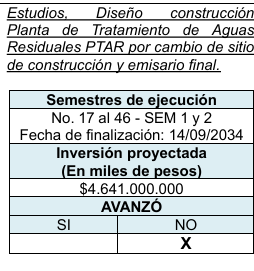 Estudios, Diseño construcción
Planta de Tratamiento de Aguas
Residuales PTAR por cambio de sitio
de construcción y emisario final.
Semestres de ejecución
No. 17 al 46 - SEM 1 y 2
Fecha de finalización: 14/09/2034
Inversión proyectada
(En miles de pesos)
$4.641.000.000
AVANZÓ
SI NO
X